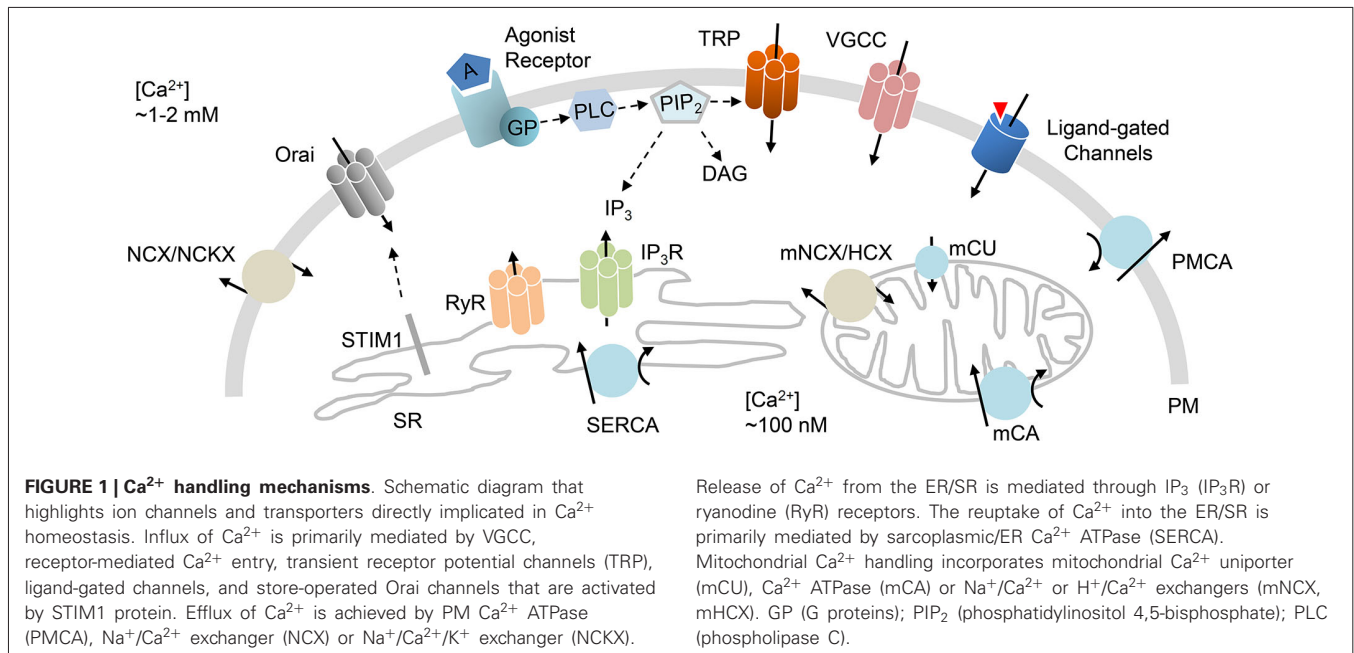 Agonist
Receptor
TRP
VGCC
[Ca²⁺]
~1-2 mM
A
GP
PLC
PIP₂
Ligand-gated
Channels
Orai
DAG
IP₃
NCX/NCKX
IP₃R
mNCX/HCX
mCU
PMCA
RyR
STIM1
SR
SERCA
[Ca²⁺]
~100 nM
mCA
PM
FIGURE 1 | Ca²⁺ handling mechanisms. Schematic diagram that
highlights ion channels and transporters directly implicated in Ca²⁺
homeostasis. Influx of Ca²⁺ is primarily mediated by VGCC,
receptor-mediated Ca²⁺ entry, transient receptor potential channels (TRP),
ligand-gated channels, and store-operated Orai channels that are activated
by STIM1 protein. Efflux of Ca²⁺ is achieved by PM Ca²⁺ ATPase
(PMCA), Na⁺/Ca²⁺ exchanger (NCX) or Na⁺/Ca²⁺/K⁺ exchanger (NCKX).
Release of Ca²⁺ from the ER/SR is mediated through IP₃ (IP₃R) or
ryanodine (RyR) receptors. The reuptake of Ca²⁺ into the ER/SR is
primarily mediated by sarcoplasmic/ER Ca²⁺ ATPase (SERCA).
Mitochondrial Ca²⁺ handling incorporates mitochondrial Ca²⁺ uniporter
(mCU), Ca²⁺ ATPase (mCA) or Na⁺/Ca²⁺ or H⁺/Ca²⁺ exchangers (mNCX,
mHCX). GP (G proteins); PIP₂ (phosphatidylinositol 4,5-bisphosphate); PLC
(phospholipase C).